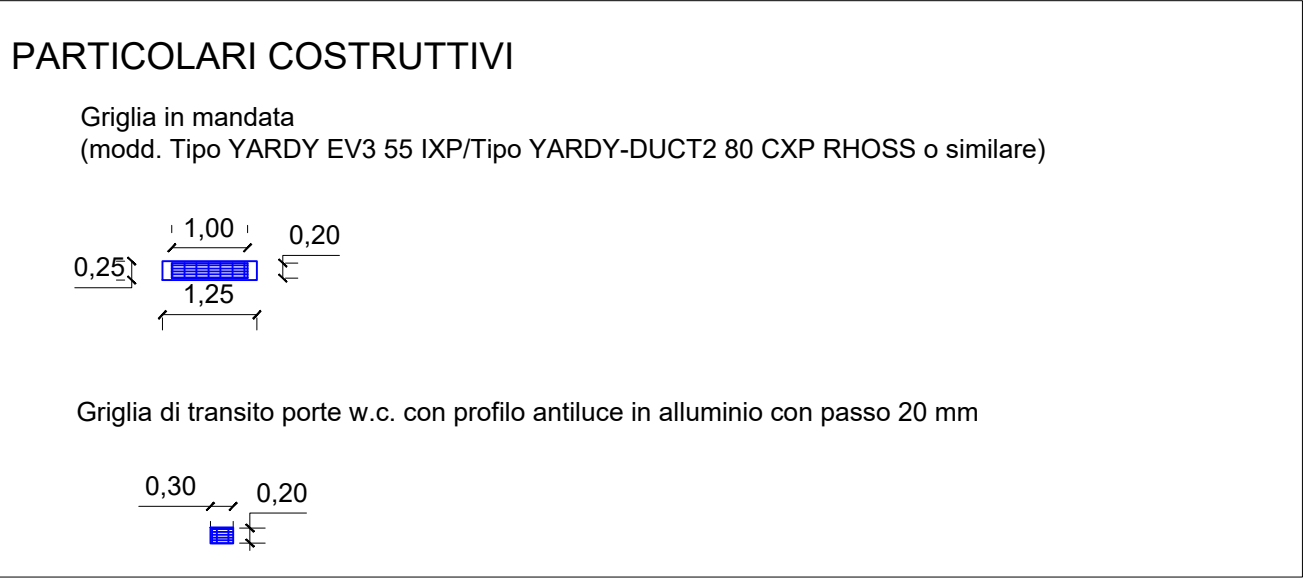 PARTICOLARI COSTRUTTIVI
Griglia in mandata
(modd. Tipo YARDY EV3 55 IXP/Tipo YARDY-DUCT2 80 CXP RHOSS o similare)
1,00
0,20
0,25
1,25
Griglia di transito porte w.c. con profilo antiluce in alluminio con passo 20 mm
0,30
0,20